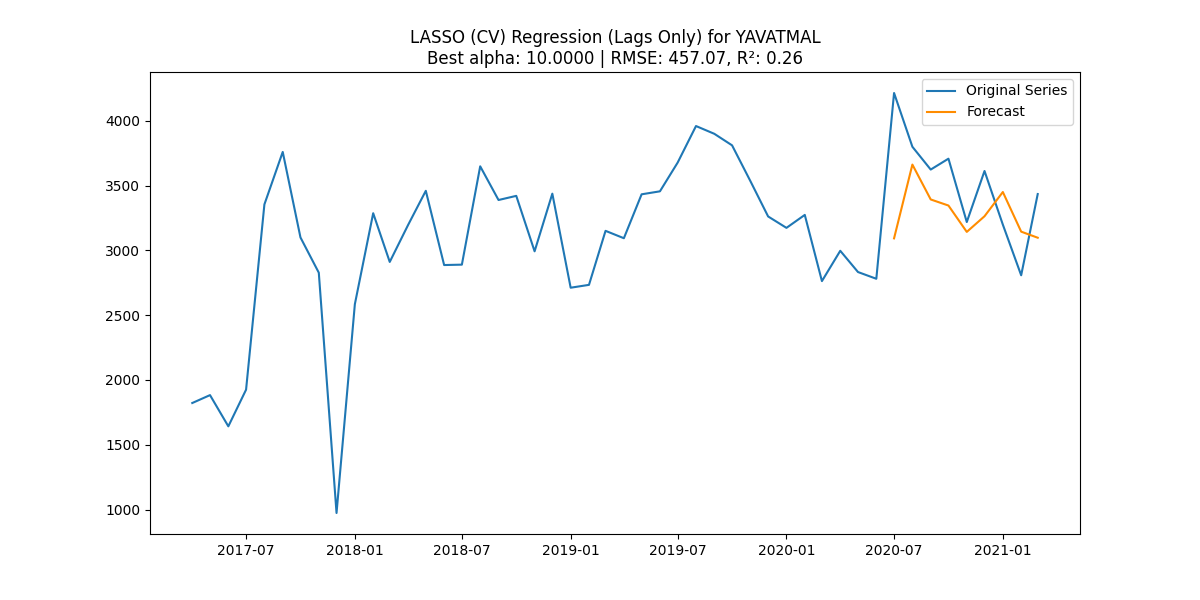 LASSO (CV) Regression (Lags Only) for YAVATMAL
Best alpha: 10.0000 | RMSE: 457.07, R²: 0.26
Original Series
Forecast
4000
3500
3000
2500
2000
1500
1000
2017-07 2018-01 2018-07 2019-01 2019-07 2020-01 2020-07 2021-01